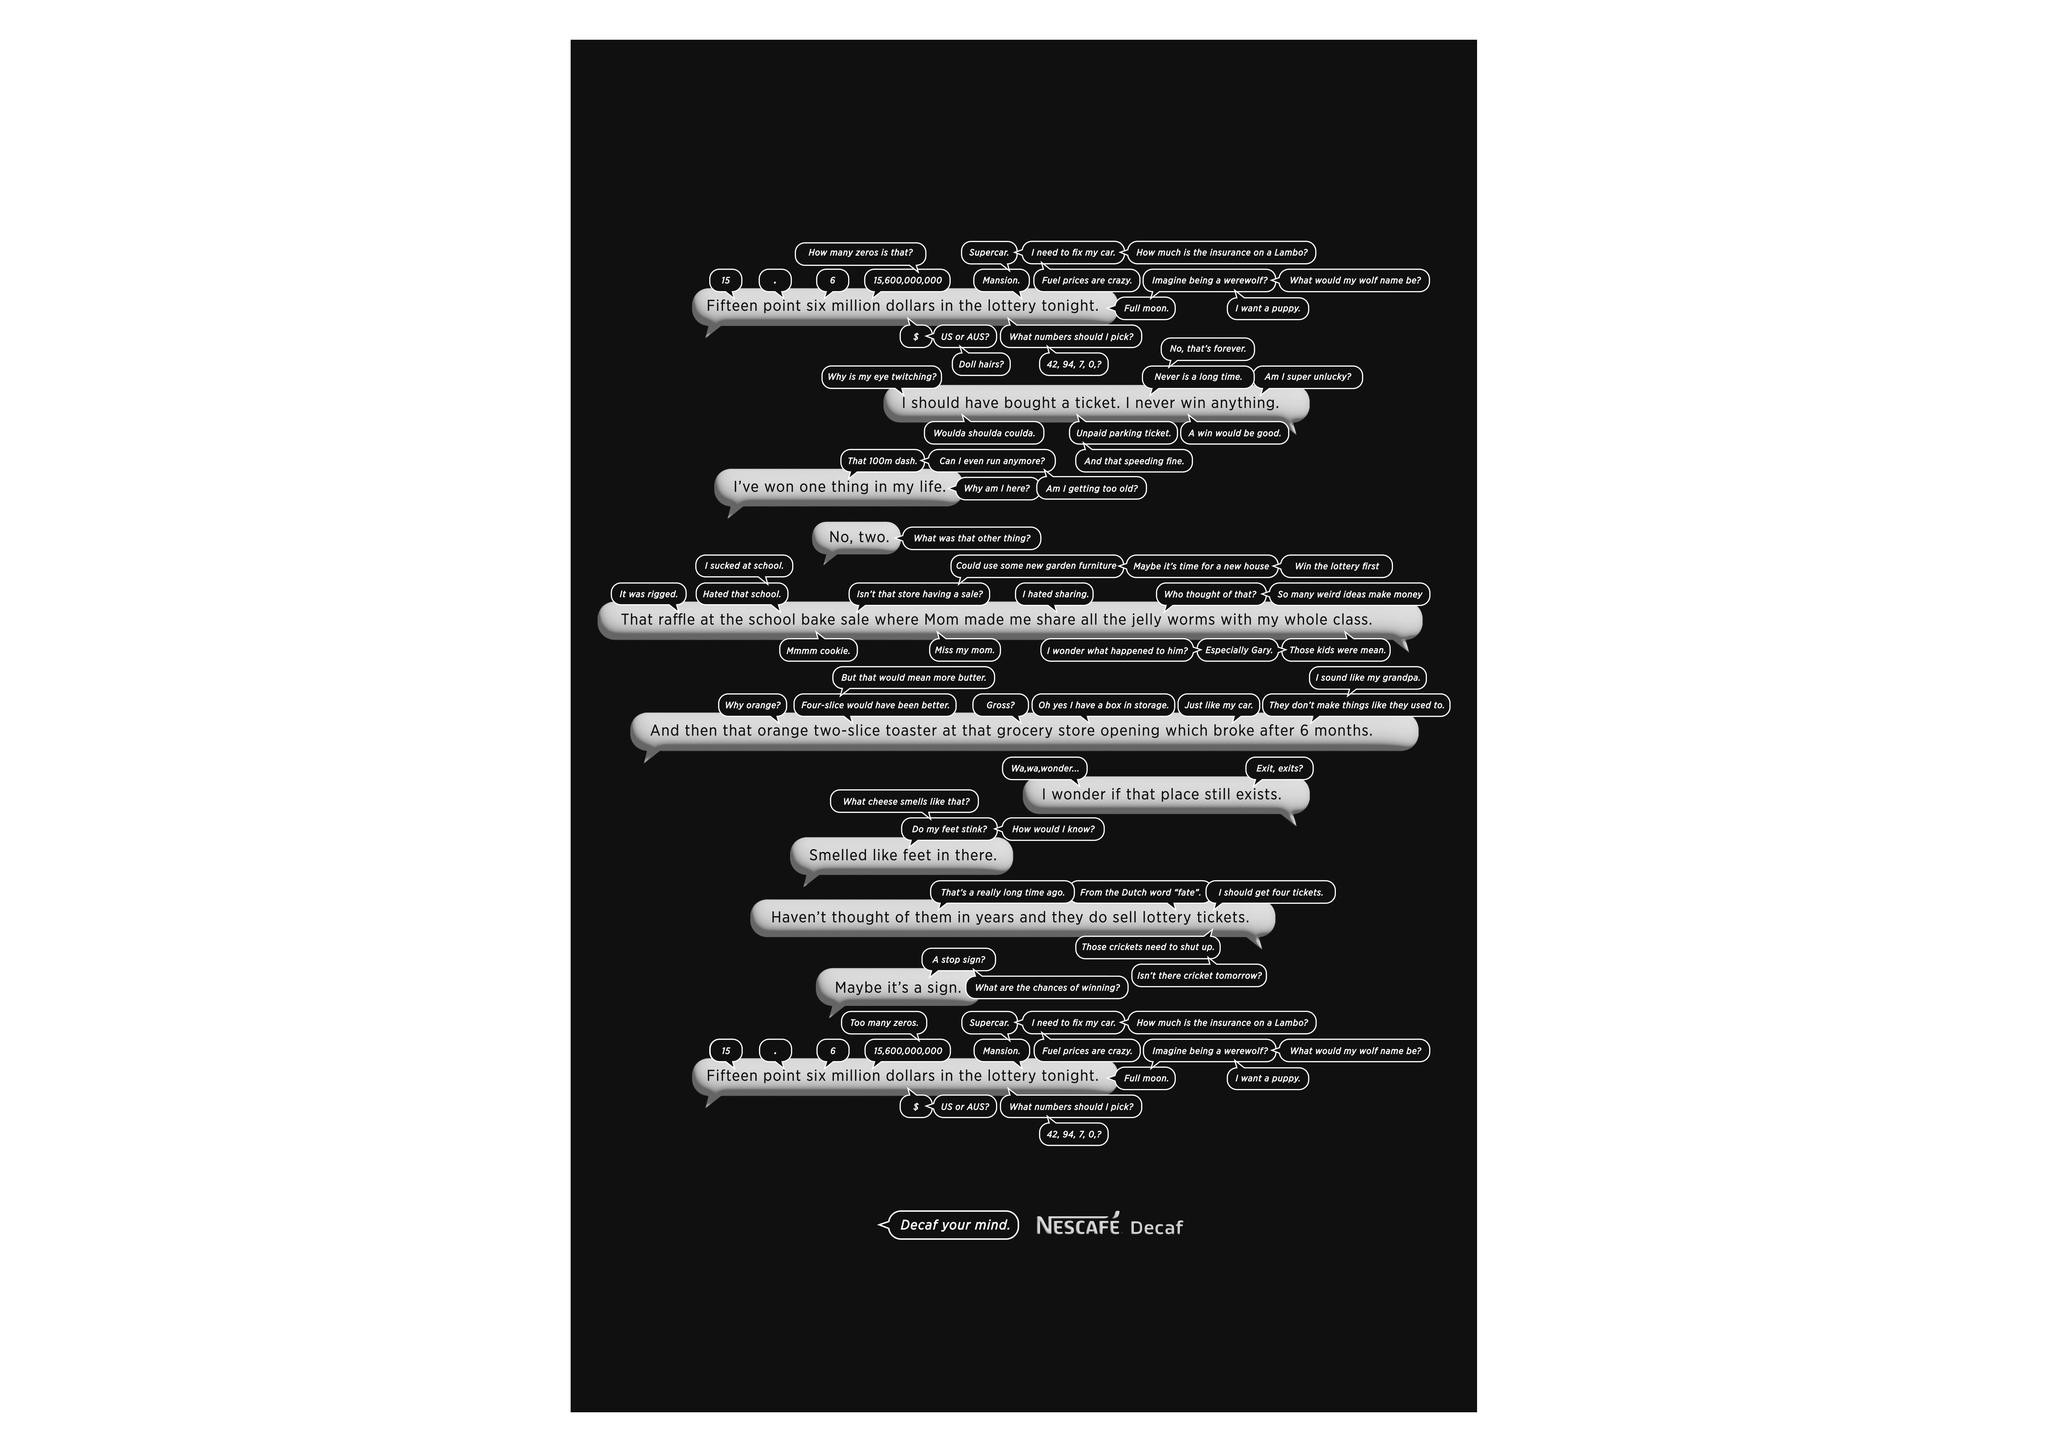 How many zeros is that? Supercar. I need to fix my car. How much is the insurance on a Lambo?
15 . 6 15,600,000,000 Mansion. Fuel prices are crazy. Imagine being a werewolf? What would my wolf name be?
Fifteen point six million dollars in the lottery tonight. Full moon. I want a puppy.
$ US or AUS? What numbers should I pick?
No, that's forever.
Doll hairs? 42, 94, 7, 0,?
Why is my eye twitching? Never is a long time. Am I super unlucky?
I should have bought a ticket. I never win anything.
Woulda shoulda coulda. Unpaid parking ticket. A win would be good.
That 100m dash. Can I even run anymore? And that speeding fine.
I've won one thing in my life. Why am I here? Am I getting too old?
No, two. What was that other thing?
I sucked at school. Could use some new garden furniture Maybe it's time for a new house Win the lottery first
It was rigged. Hated that school. Isn't that store having a sale? I hated sharing. Who thought of that? So many weird ideas make money
That raffle at the school bake sale where Mom made me share all the jelly worms with my whole class.
Mmmm cookie. Miss my mom. I wonder what happened to him? Especially Gary. Those kids were mean.
But that would mean more butter. I sound like my grandpa.
Why orange? Four-slice would have been better. Gross? Oh yes I have a box in storage. Just like my car. They don't make things like they used to.
And then that orange two-slice toaster at that grocery store opening which broke after 6 months.
Wa,wa,wonder... Exit, exits?
I wonder if that place still exists.
What cheese smells like that?
Do my feet stink? How would I know?
Smelled like feet in there.
That's a really long time ago. From the Dutch word "fate". I should get four tickets.
Haven't thought of them in years and they do sell lottery tickets.
Those crickets need to shut up.
A stop sign?
Isn't there cricket tomorrow?
Maybe it's a sign. What are the chances of winning?
Too many zeros. Supercar. I need to fix my car. How much is the insurance on a Lambo?
15 . 6 15,600,000,000 Mansion. Fuel prices are crazy. Imagine being a werewolf? What would my wolf name be?
Fifteen point six million dollars in the lottery tonight. Full moon. I want a puppy.
$ US or AUS? What numbers should I pick?
42, 94, 7, 0,?
Decaf your mind. NESCAFÉ Decaf